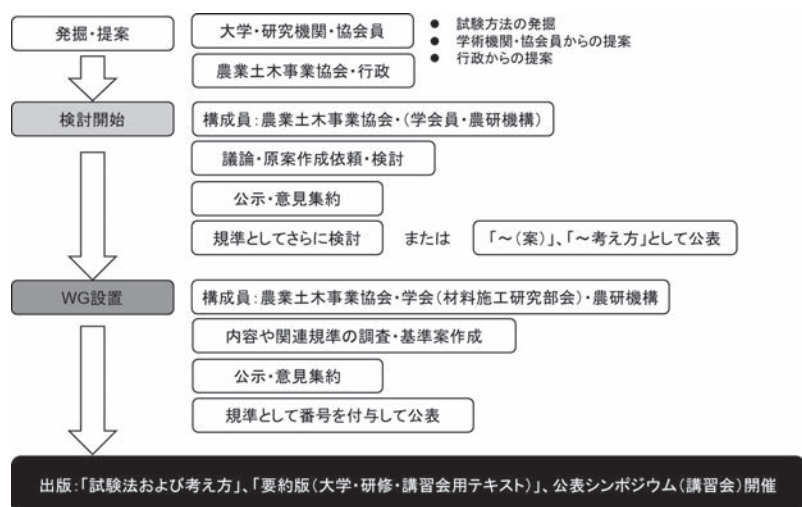 発掘・提案
大学・研究機関・協会員
農業土木事業協会・行政
● 試験方法の発掘
● 学術機関・協会員からの提案
● 行政からの提案
検討開始
構成員：農業土木事業協会・(学会員・農研機構)
議論・原案作成依頼・検討
公示・意見集約
規準としてさらに検討 または 「～(案)」、「～考え方」として公表
WG設置
構成員：農業土木事業協会・学会(材料施工研究部会)・農研機構
内容や関連規準の調査・基準案作成
公示・意見集約
規準として番号を付与して公表
出版：「試験法および考え方」、「要約版(大学・研修・講習会用テキスト)」、公表シンポジウム(講習会)開催